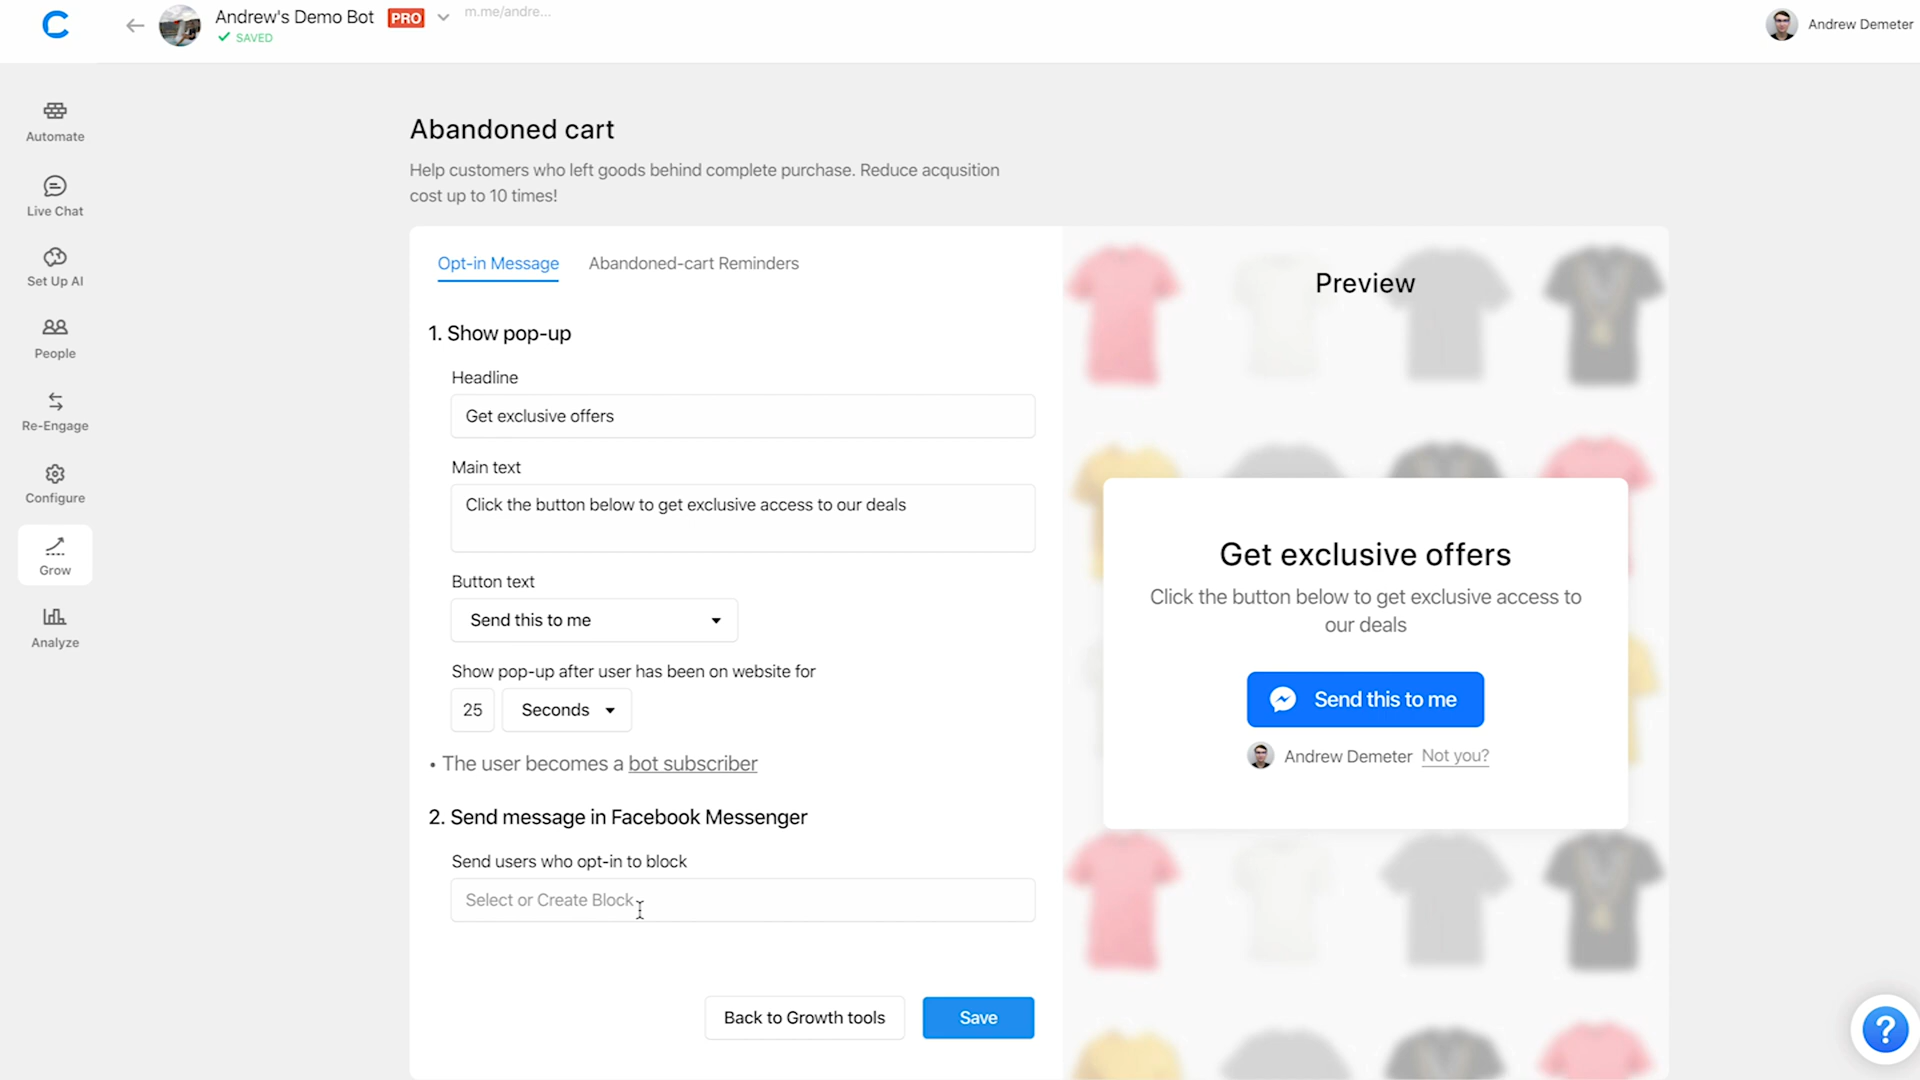 Andrew's Demo Bot PRO m.me/andre...
SAVED
Andrew Demeter
Automate
Live Chat
Set Up AI
People
Re-Engage
Configure
Grow
Analyze
Abandoned cart
Help customers who left goods behind complete purchase. Reduce acqusition
cost up to 10 times!
Opt-in Message Abandoned-cart Reminders
1. Show pop-up
Headline
Get exclusive offers
Main text
Click the button below to get exclusive access to our deals
Button text
Send this to me
Show pop-up after user has been on website for
25 Seconds
• The user becomes a bot subscriber
2. Send message in Facebook Messenger
Send users who opt-in to block
Select or Create Block
Back to Growth tools Save
Preview
Get exclusive offers
Click the button below to get exclusive access to
our deals
Send this to me
Andrew Demeter Not you?
?